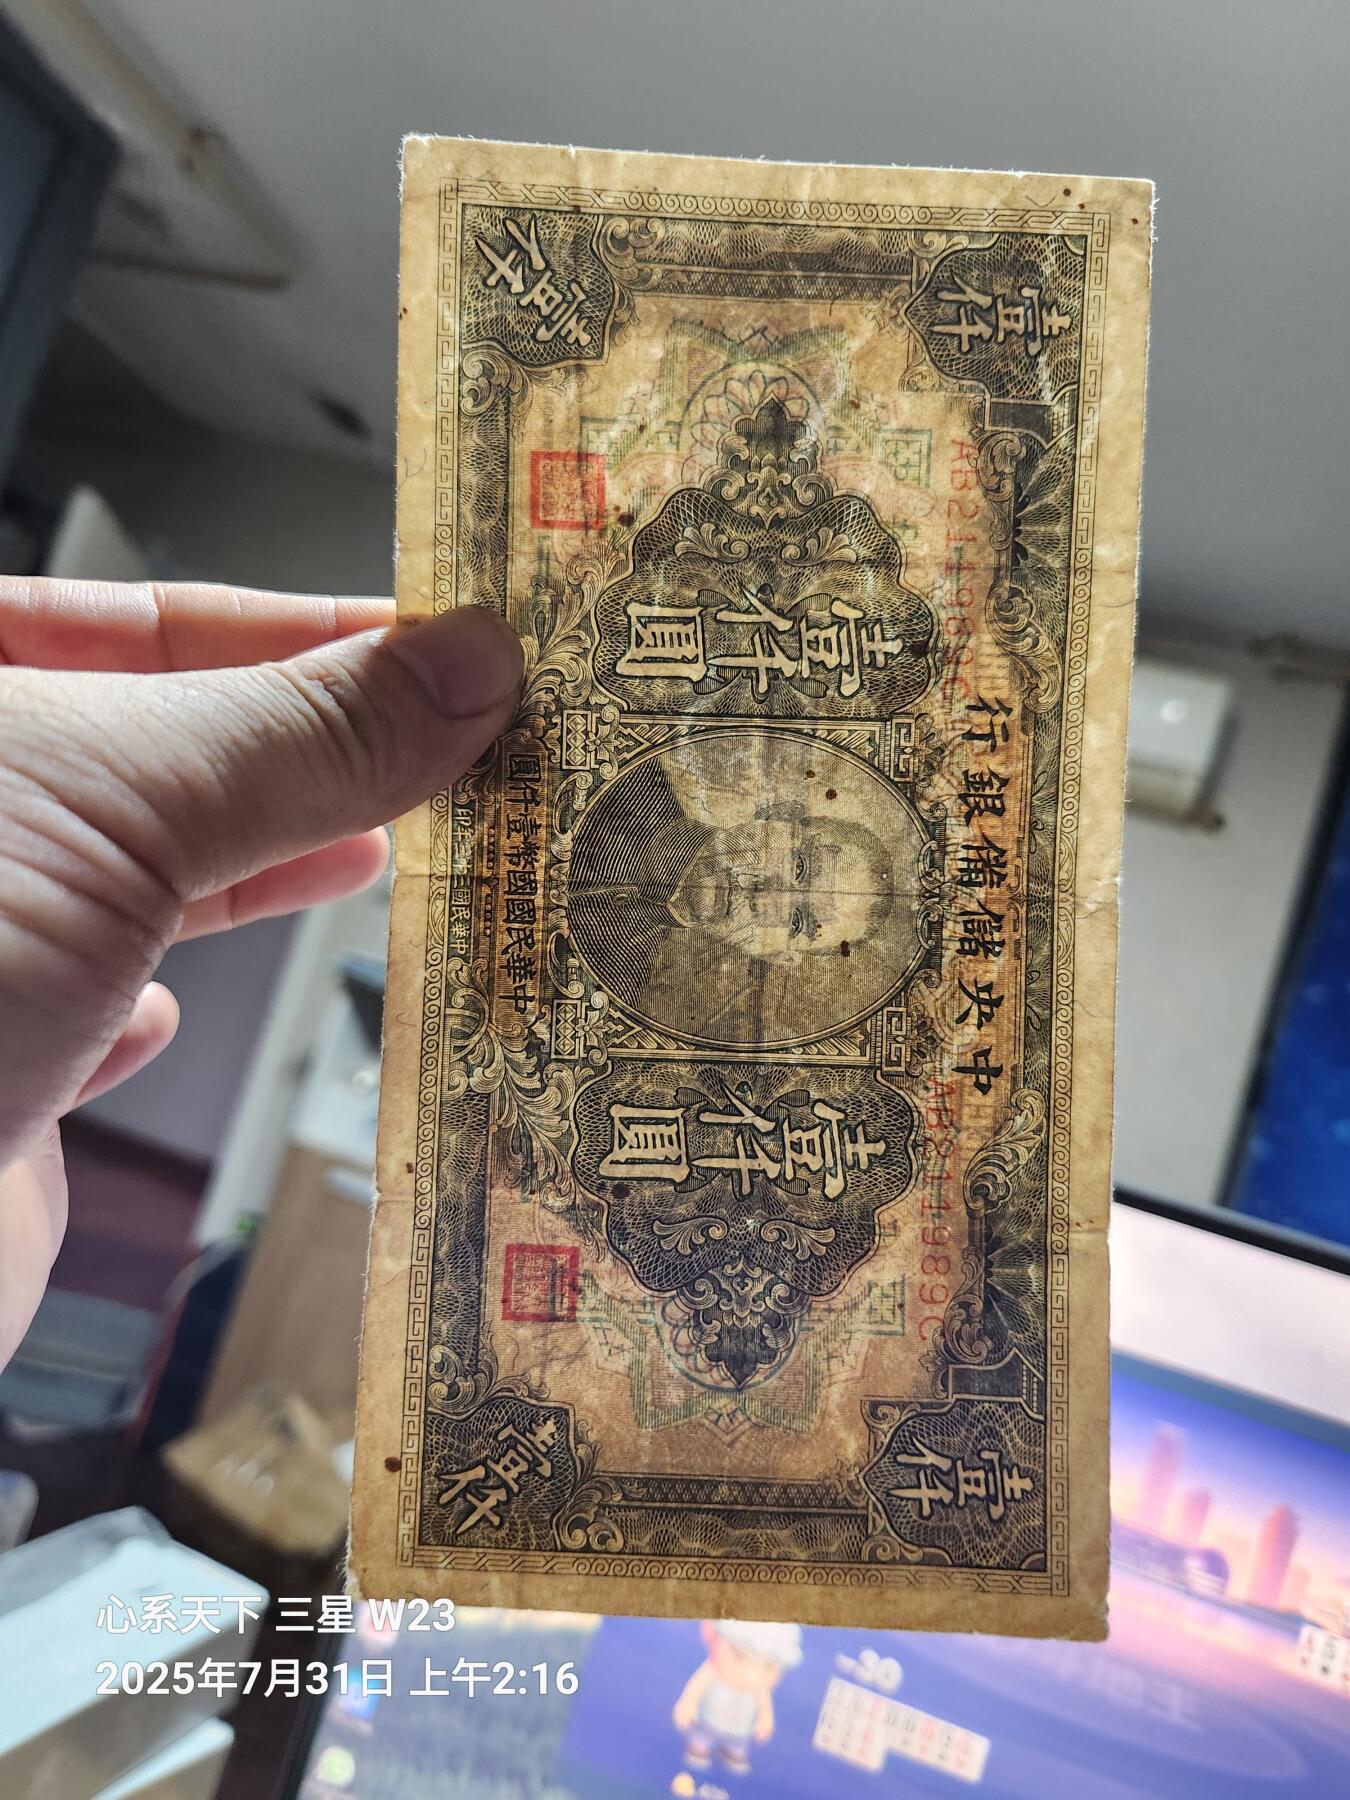 壹仟
壹仟
中央儲備銀行
AB211989C
AB211989C
壹仟圓
壹仟圓
中華民國國幣壹仟圓
中華民國三十三年印
壹仟
壹仟
-30
心系天下 三星 W23
2025年7月31日 上午2:16